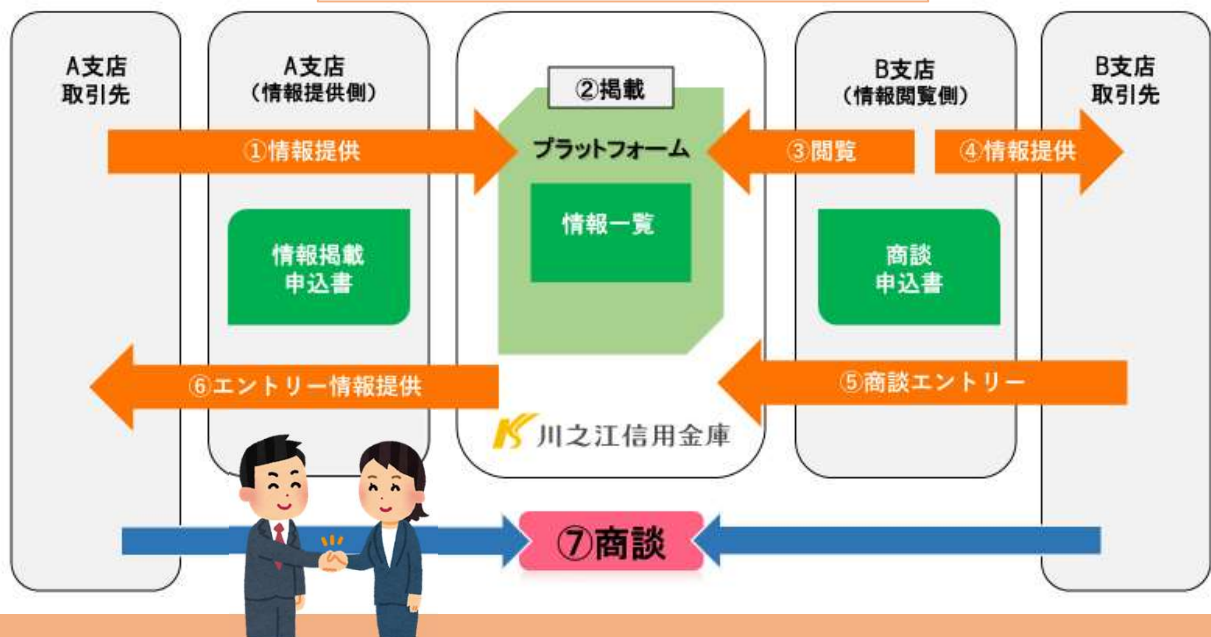 A支店
取引先
A支店
（情報提供側）
②掲載
プラットフォーム
情報一覧
B支店
（情報閲覧側）
B支店
取引先
①情報提供
③閲覧
④情報提供
情報掲載
申込書
商談
申込書
⑥エントリー情報提供
⑤商談エントリー
川之江信用金庫
⑦商談